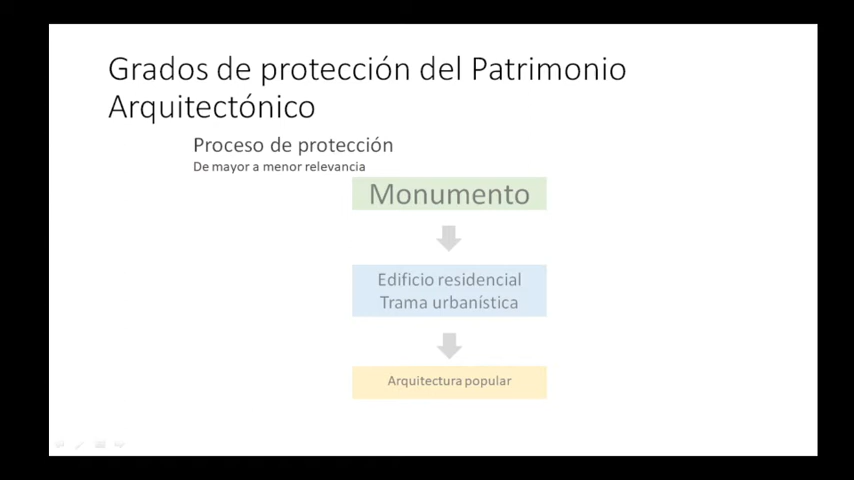 Grados de protección del Patrimonio
Arquitectónico
Proceso de protección
De mayor a menor relevancia
Monumento
Edificio residencial
Trama urbanística
Arquitectura popular